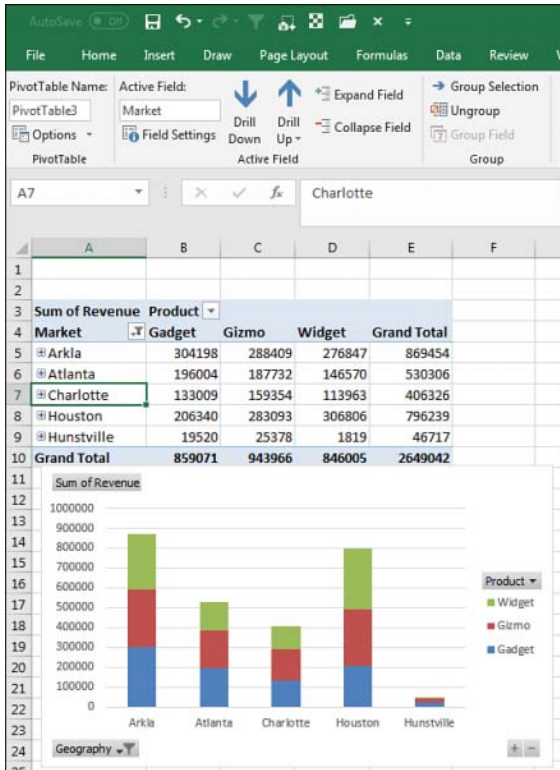 AutoSave Off
File Home Insert Draw Page Layout Formulas Data Review
PivotTable Name: Active Field:
PivotTable3 Market
Options Field Settings
Drill Down Drill Up
Expand Field
Collapse Field
Group Selection
Ungroup
Group Field
PivotTable Active Field Group
A7 fx Charlotte
A B C D E F
1
2
3 Sum of Revenue Product
4 Market Gadget Gizmo Widget Grand Total
5 Arkla 304198 288409 276847 869454
6 Atlanta 196004 187732 146570 530306
7 Charlotte 133009 159354 113963 406326
8 Houston 206340 283093 306806 796239
9 Hunstville 19520 25378 1819 46717
10 Grand Total 859071 943966 846005 2649042
11 Sum of Revenue
12 1000000
13 900000
14 800000
15 700000
16 600000 Product
17 500000 Widget
18 400000 Gizmo
19 300000 Gadget
20 200000
21 100000
22 0
23 Arkla Atlanta Charlotte Houston Hunstville
24 Geography + -